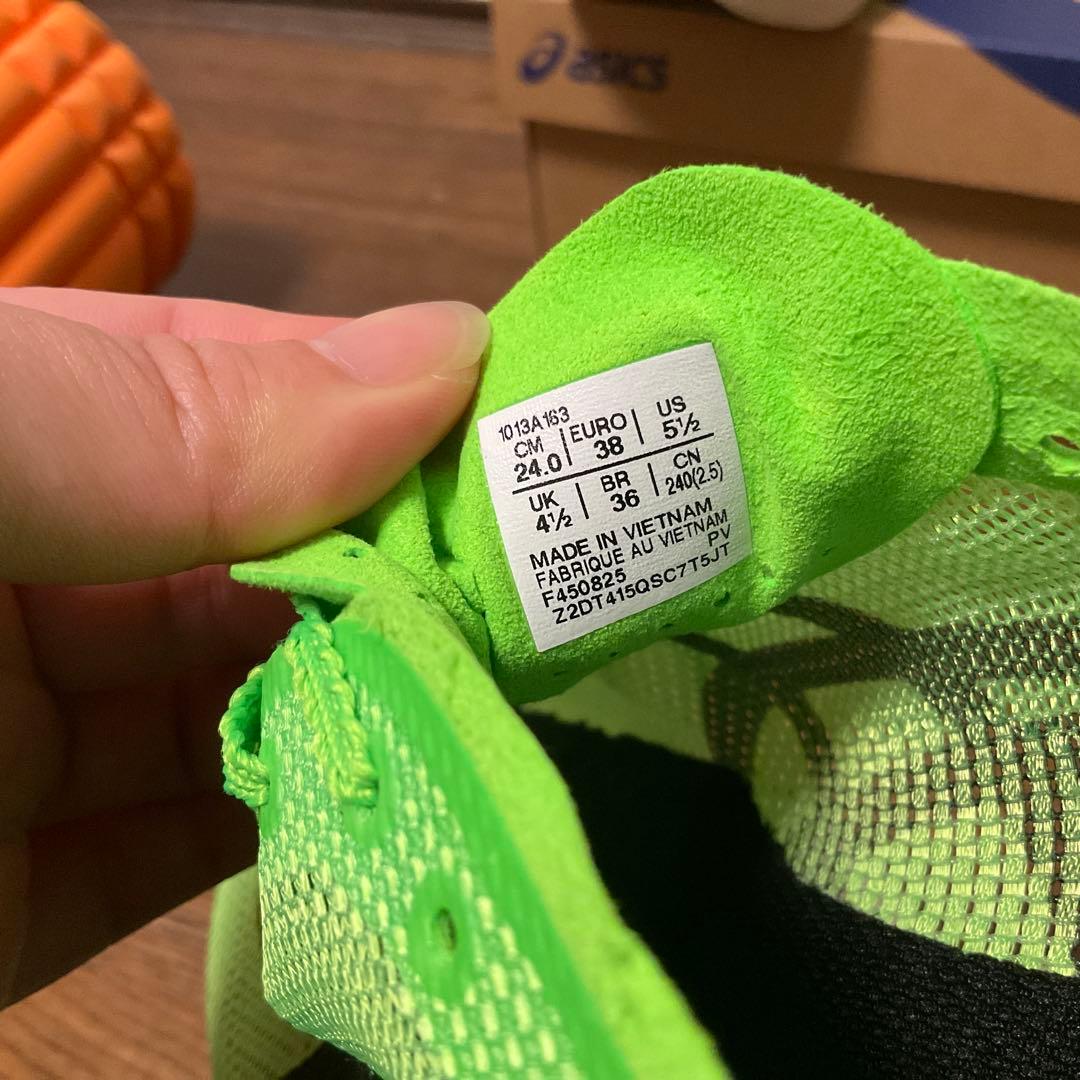 asics
1013A163
CM EURO US
24.0 38 5½
UK BR CN
4½ 36 240(2.5)
MADE IN VIETNAM
FABRIQUE AU VIETNAM
PV
F450825
Z2DT415QSC7T5JT